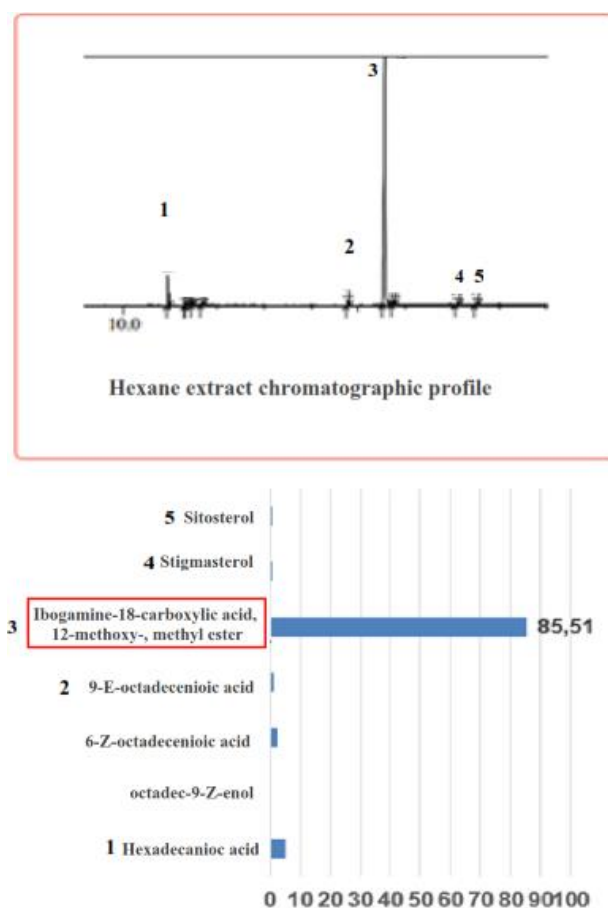 3
1
2
4 5
10.0
Hexane extract chromatographic profile
5 Sitosterol
4 Stigmasterol
3 Ibogamine-18-carboxylic acid,
12-methoxy-, methyl ester
85,51
2 9-E-octadecenioic acid
6-Z-octadecenioic acid
octadec-9-Z-enol
1 Hexadecanioc acid
0 10 20 30 40 50 60 70 80 90100